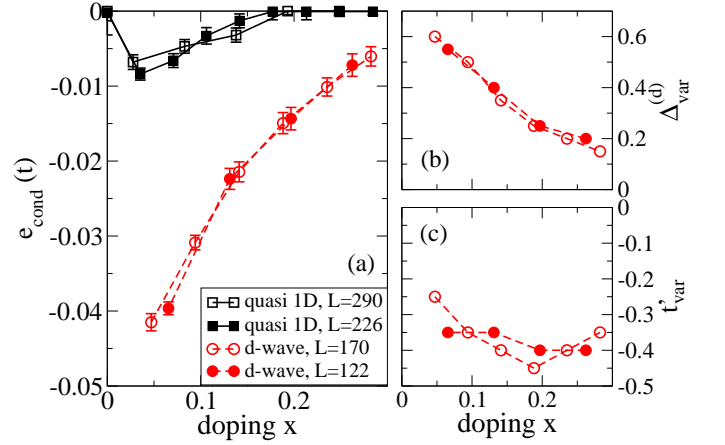 0
-0.01
-0.02
-0.03
-0.04
-0.05
e_cond (t)
(a)
quasi 1D, L=290
quasi 1D, L=226
d-wave, L=170
d-wave, L=122
0 0.1 0.2
doping x
0.6
0.4
0.2
0
Δ_var^(d)
(b)
0
-0.1
-0.2
-0.3
-0.4
-0.5
t'_var
(c)
0 0.1 0.2
doping x